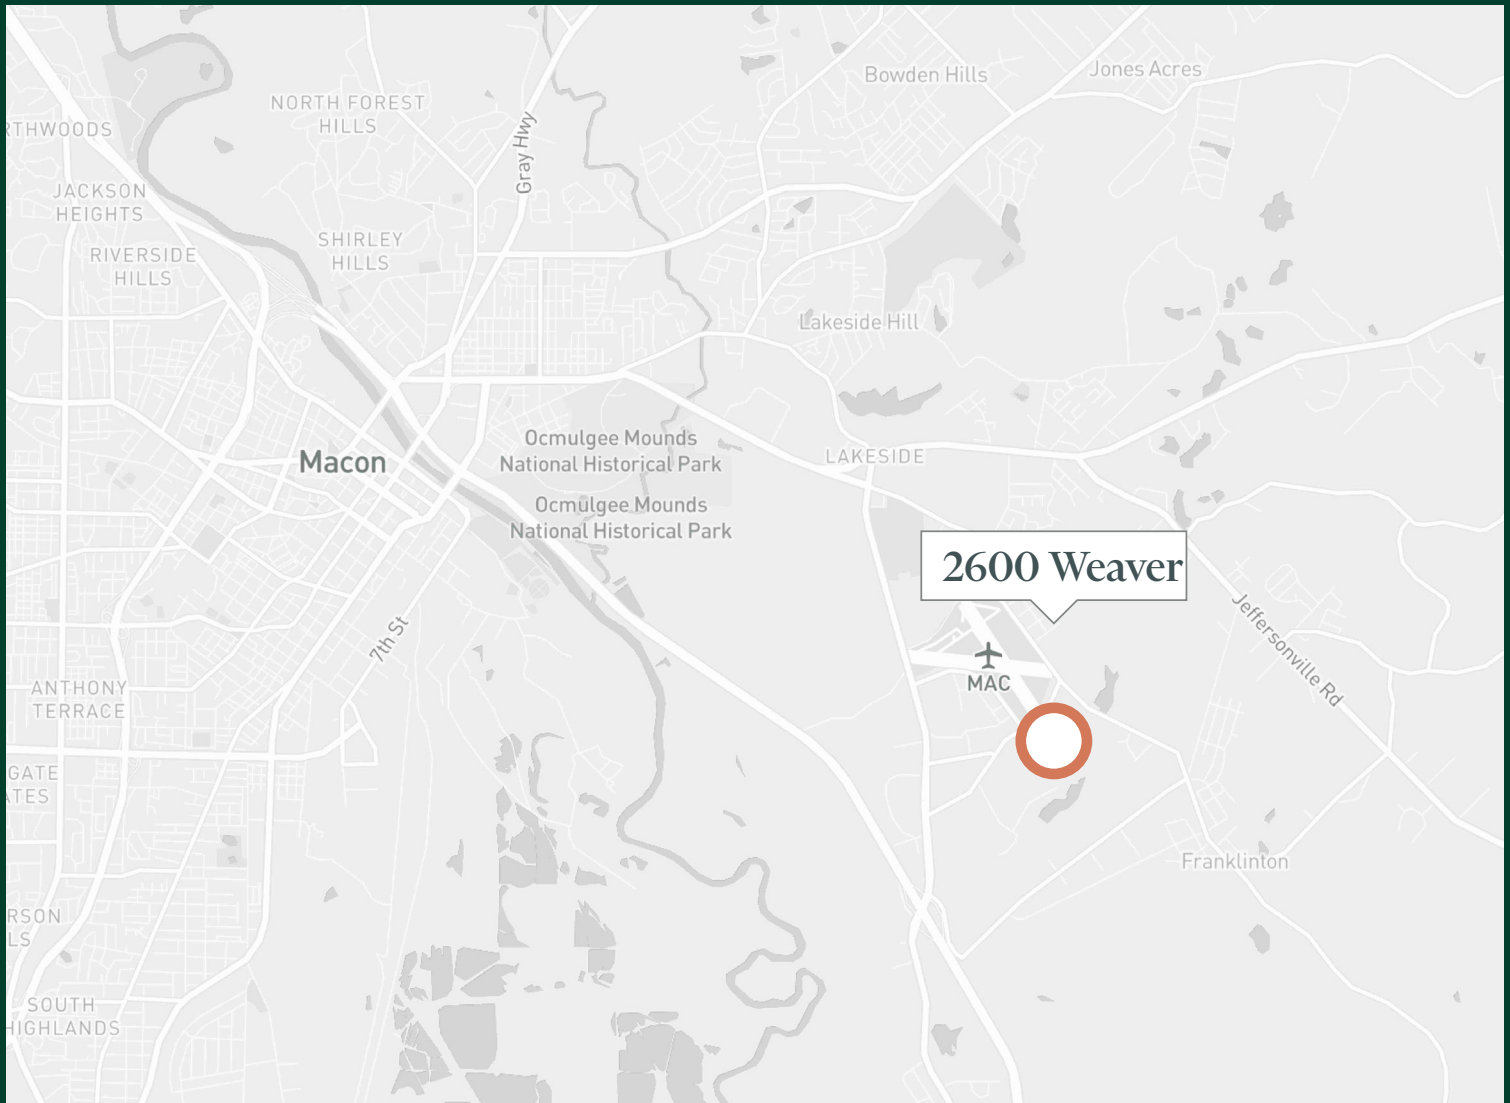 Bowden Hills
Jones Acres
NORTH FOREST
HILLS
RTHWOODS
Gray Hwy
JACKSON
HEIGHTS
SHIRLEY
HILLS
RIVERSIDE
HILLS
Lakeside Hill
Ocmulgee Mounds
National Historical Park
Macon
LAKESIDE
Ocmulgee Mounds
National Historical Park
2600 Weaver
Jeffersonville Rd
7th St
MAC
ANTHONY
TERRACE
GATE
ATES
Franklinton
RSON
LS
SOUTH
HIGHLANDS